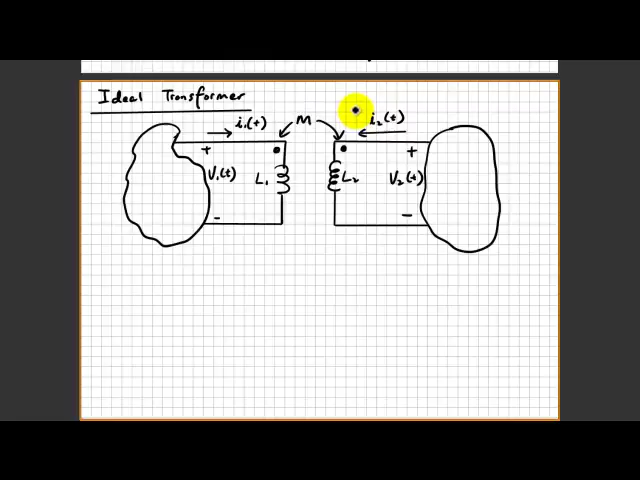 Ideal Transformer
i₁(t) M i₂(t)
+ +
V₁(t) L₁ L₂ V₂(t)
- -